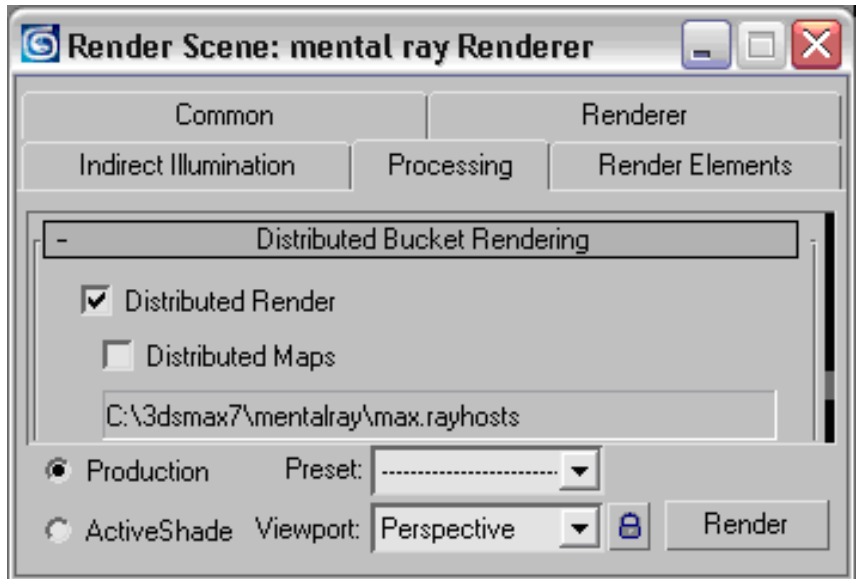 Render Scene: mental ray Renderer
Common Renderer
Indirect Illumination Processing Render Elements
- Distributed Bucket Rendering -
Distributed Render
Distributed Maps
C:\3dsmax7\mentalray\max.rayhosts
Production Preset: -----------------------
ActiveShade Viewport: Perspective Render